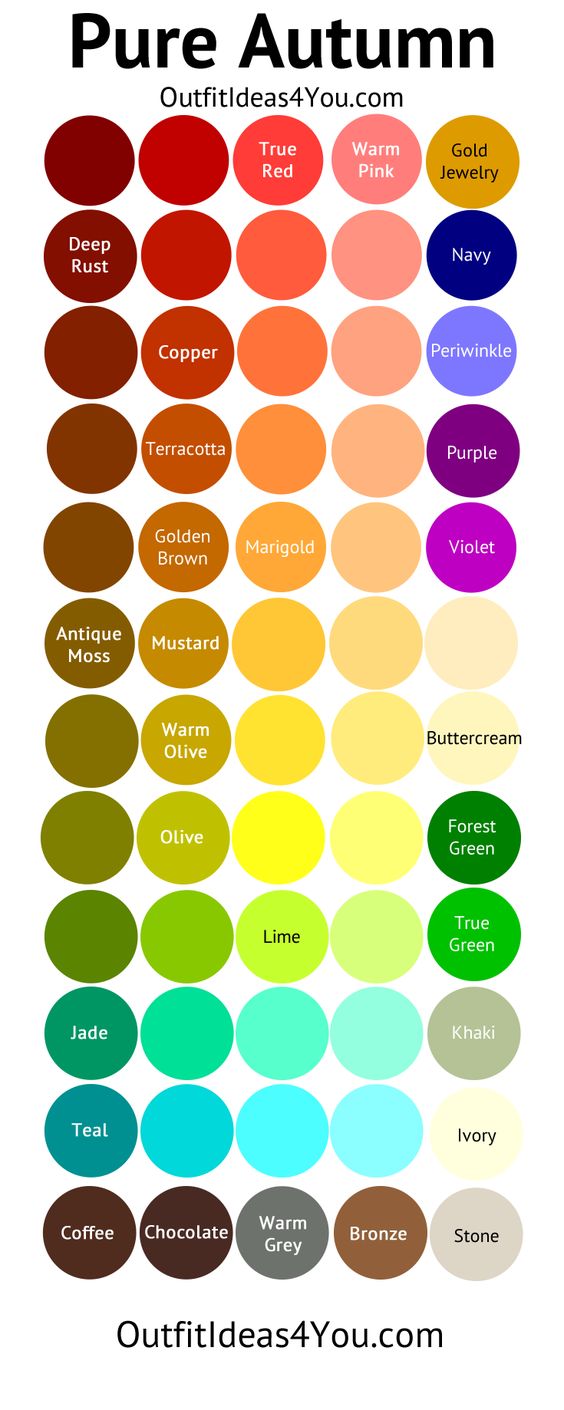 Pure Autumn
OutfitIdeas4You.com
True
Red
Warm
Pink
Gold
Jewelry
Deep
Rust
Navy
Copper
Periwinkle
Terracotta
Purple
Golden
Brown
Marigold
Violet
Antique
Moss
Mustard
Warm
Olive
Buttercream
Olive
Forest
Green
Lime
True
Green
Jade
Khaki
Teal
Ivory
Coffee
Chocolate
Warm
Grey
Bronze
Stone
OutfitIdeas4You.com